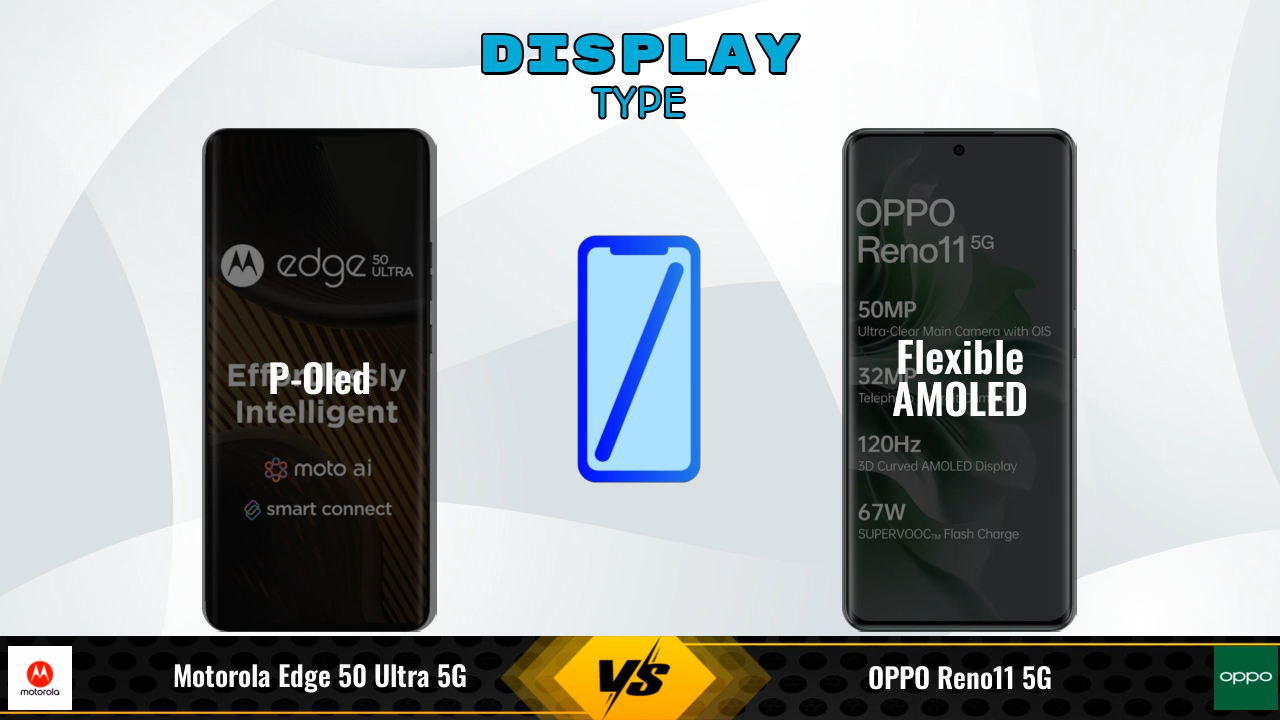 DISPLAY
TYPE
edge 50 ULTRA
Effortlessly
P-Oled
Intelligent
moto ai
smart connect
OPPO
Reno11 5G
50MP
Ultra-Clear Main Camera with OIS
Flexible
32MP
AMOLED
120Hz
3D Curved AMOLED Display
67W
SUPERVOOC™ Flash Charge
motorola
Motorola Edge 50 Ultra 5G
VS
OPPO Reno11 5G
oppo